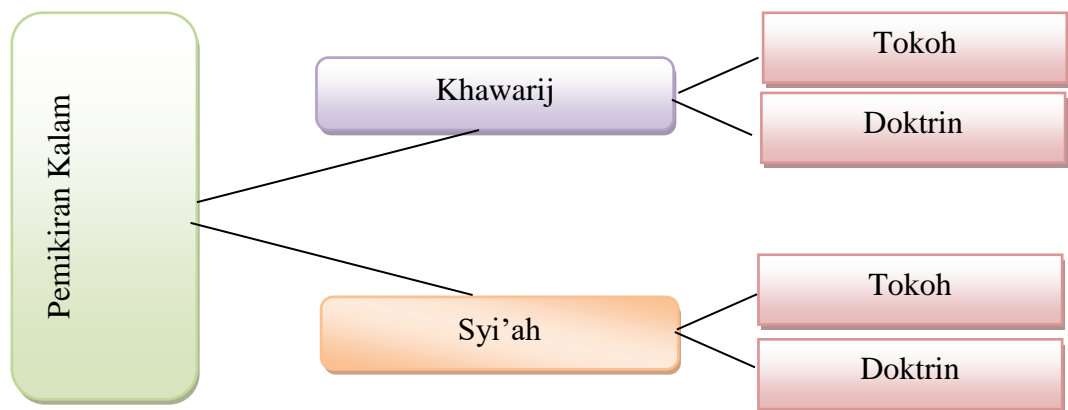 Pemikiran Kalam
Khawarij
Tokoh
Doktrin
Syi’ah
Tokoh
Doktrin